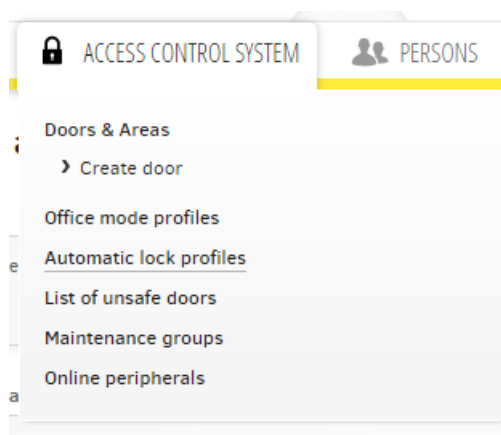 ACCESS CONTROL SYSTEM PERSONS
Doors & Areas
Create door
Office mode profiles
Automatic lock profiles
List of unsafe doors
Maintenance groups
Online peripherals